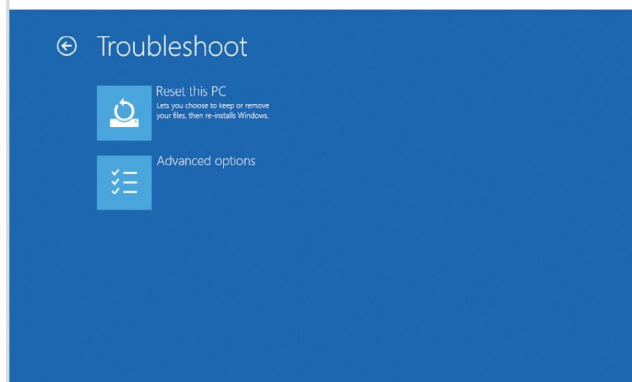 Troubleshoot
Reset this PC
Lets you choose to keep or remove
your files, then re-installs Windows.
Advanced options